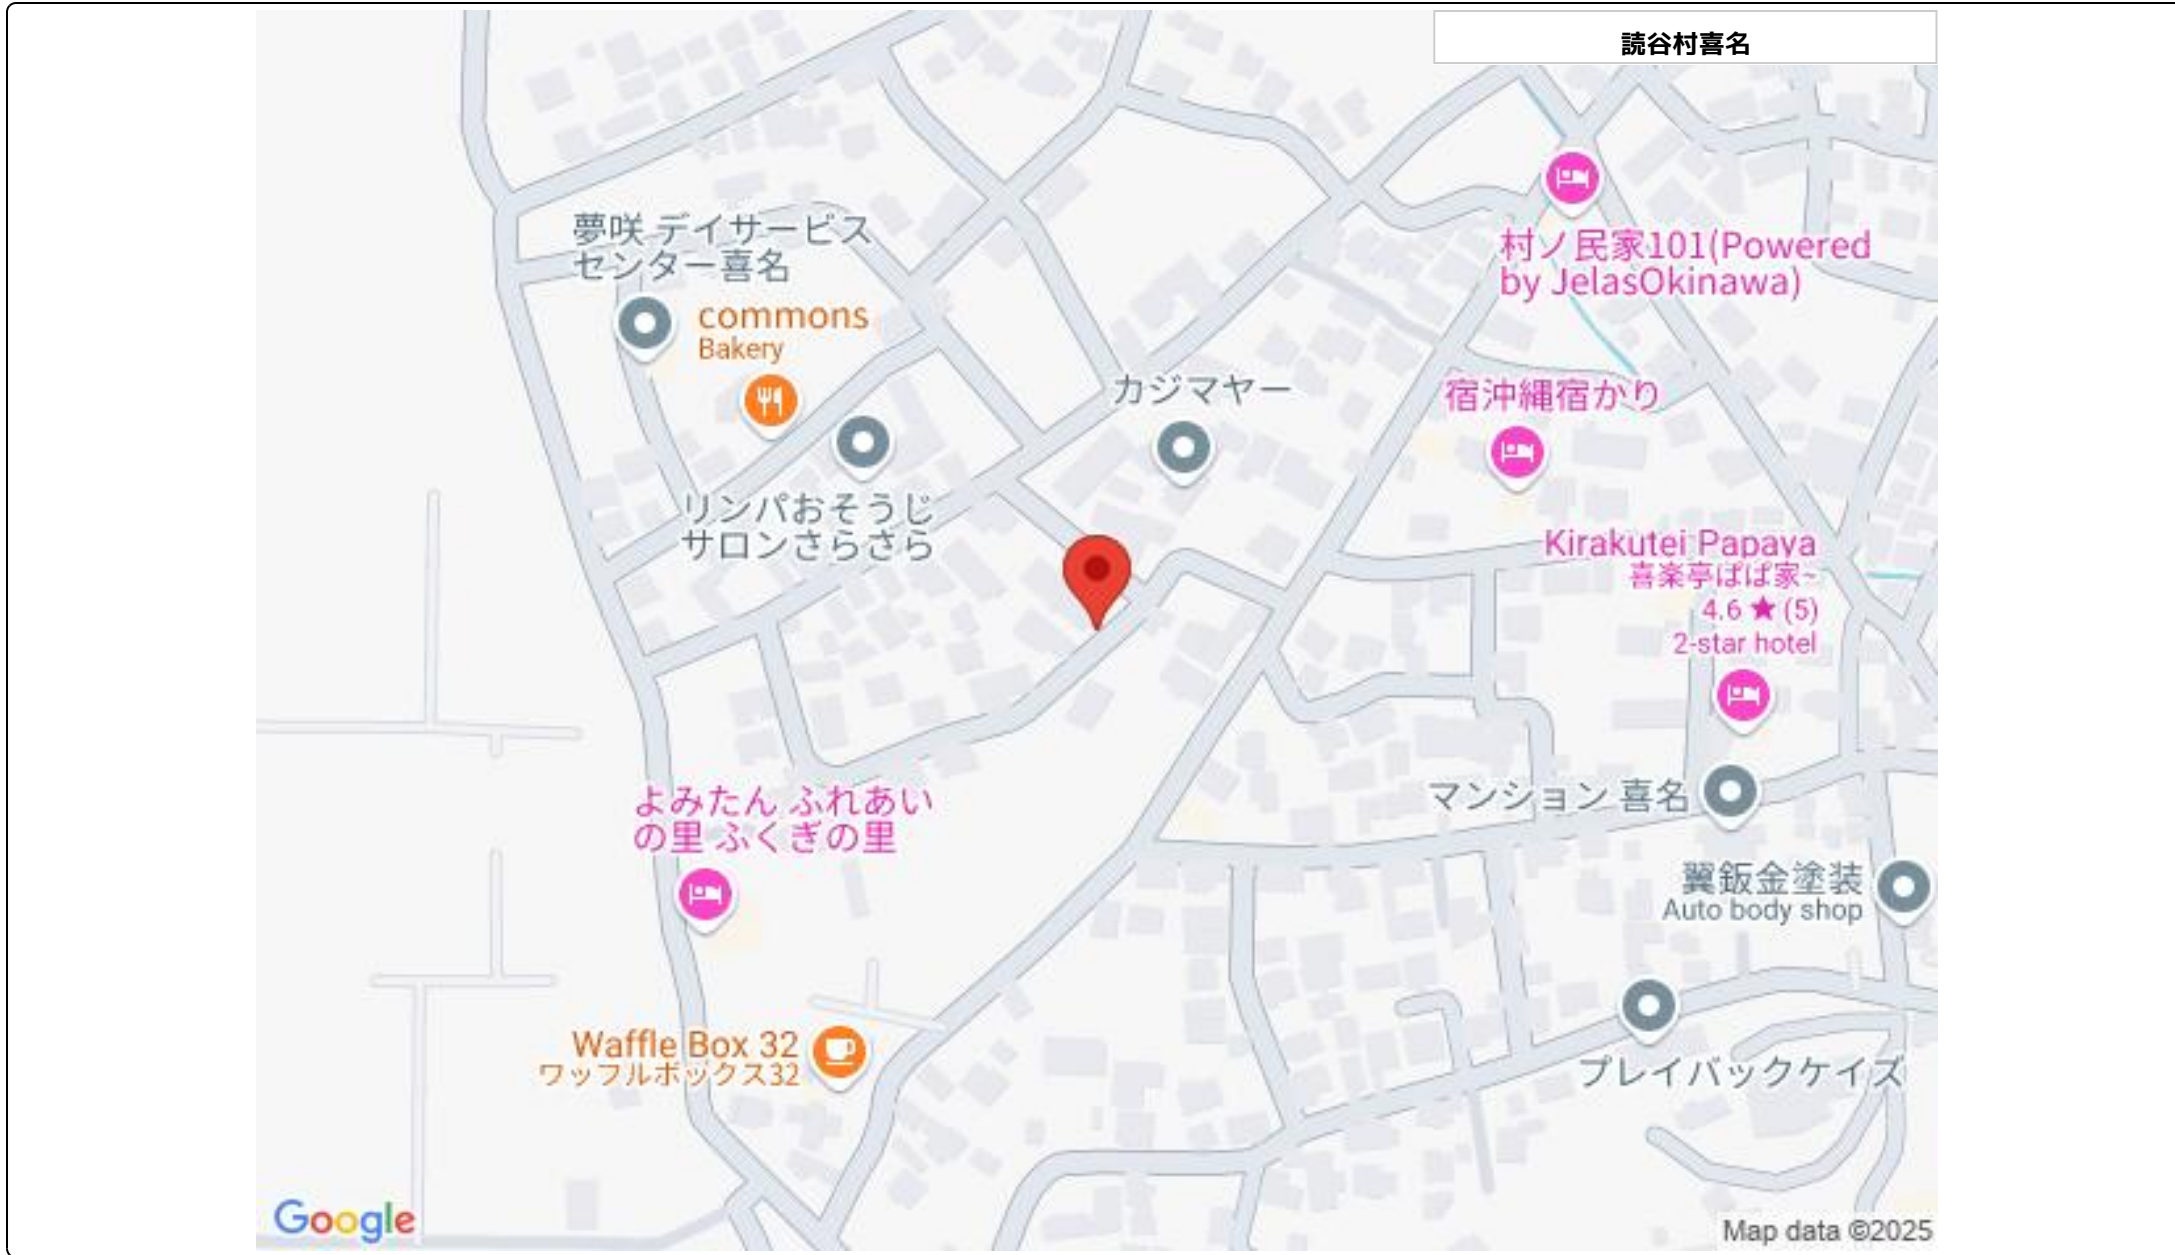 読谷村喜名
夢咲 デイサービス
センター喜名
commons
Bakery
村ノ民家101(Powered
by JelasOkinawa)
カジマヤー
宿沖縄宿かり
リンパおそうじ
サロンさらさら
Kirakutei Papaya
喜楽亭ぱぱ家~
4.6 ★ (5)
2-star hotel
よみたん ふれあい
の里 ふくぎの里
マンション 喜名
翼鈑金塗装
Auto body shop
Waffle Box 32
ワッフルボックス32
プレイバックケイズ
Google
Map data ©2025